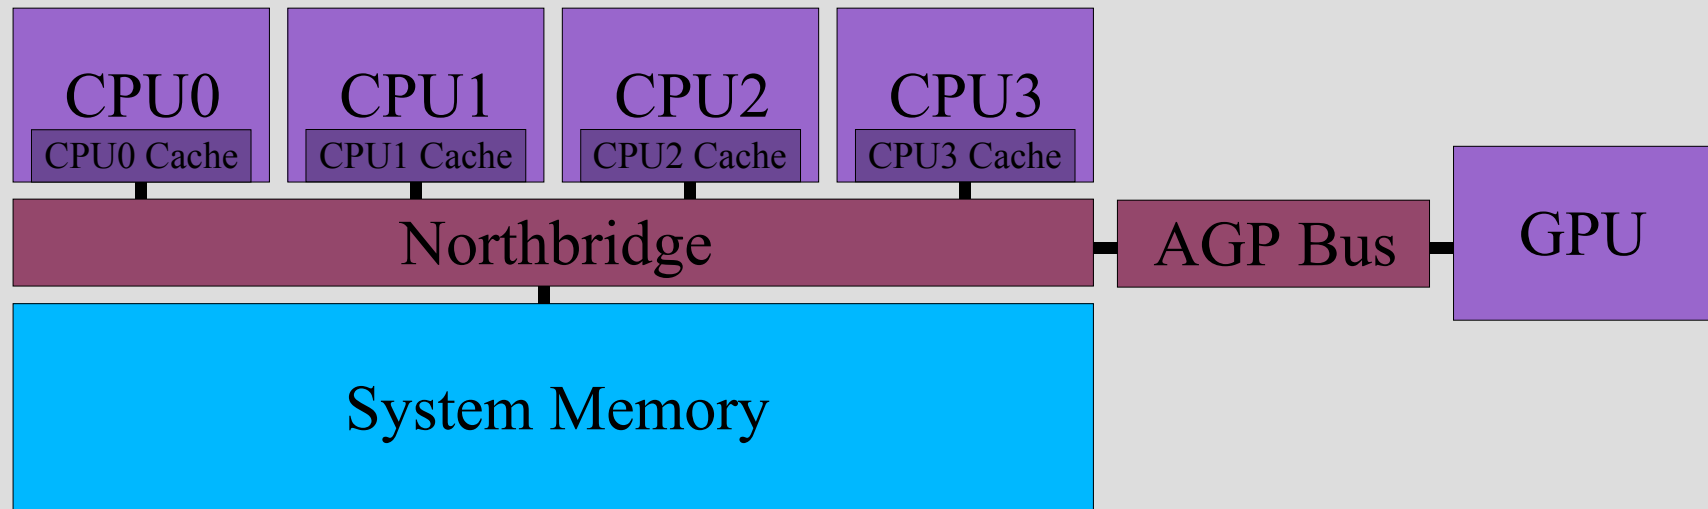 CPU0
CPU0 Cache
CPU1
CPU1 Cache
CPU2
CPU2 Cache
CPU3
CPU3 Cache
Northbridge
AGP Bus
GPU
System Memory